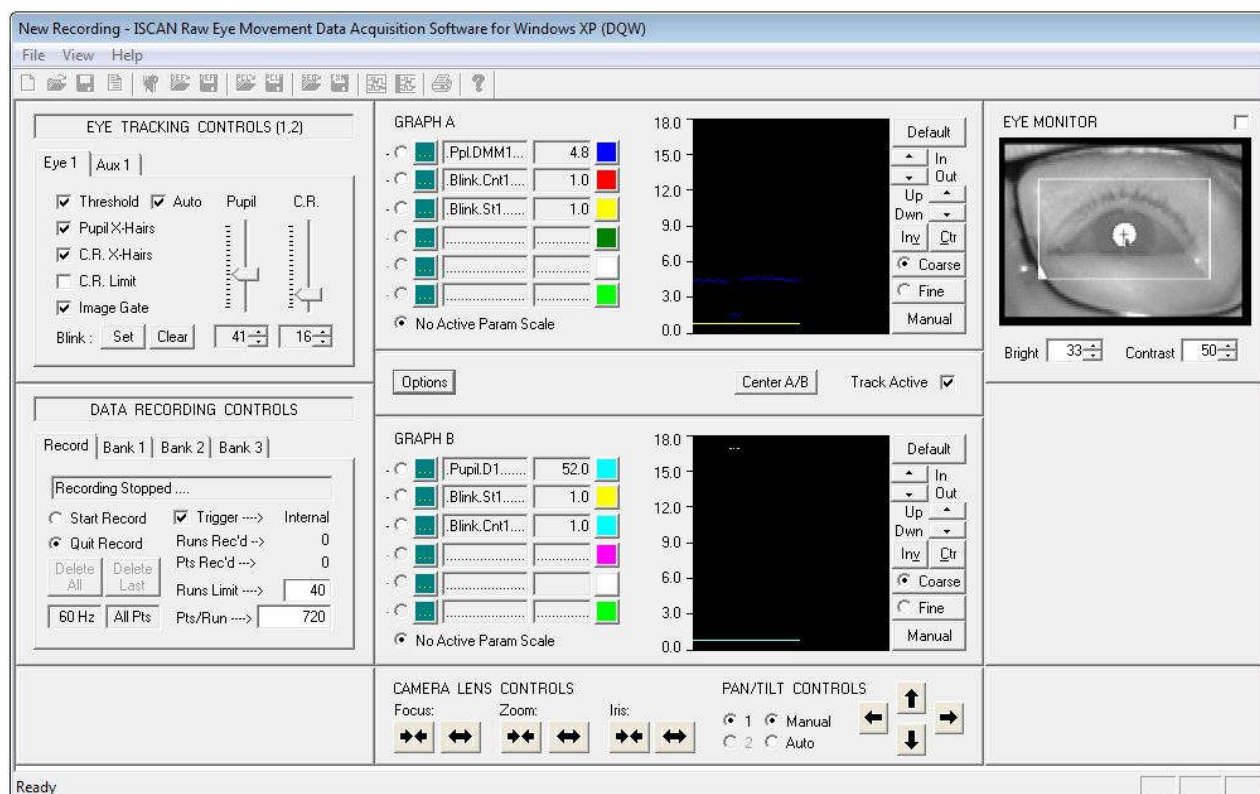 New Recording - ISCAN Raw Eye Movement Data Acquisition Software for Windows XP (DQW)
File View Help
EYE TRACKING CONTROLS (1,2)
Eye 1 Aux 1
Threshold Auto Pupil C.R.
Pupil X-Hairs
C.R. X-Hairs
C.R. Limit
Image Gate
Blink : Set Clear 41 16
DATA RECORDING CONTROLS
Record Bank 1 Bank 2 Bank 3
Recording Stopped ....
Start Record Trigger ----> Internal
Quit Record Runs Rec'd --> 0
Pts Rec'd --> 0
Delete All Delete Last
Runs Limit ----> 40
60 Hz All Pts Pts/Run ----> 720
GRAPH A
.Ppl.DMM1... 4.8
.Blink.Cnt1.... 1.0
.Blink.St1...... 1.0
No Active Param Scale
18.0
15.0
12.0
9.0
6.0
3.0
0.0
Default
In
Out
Up
Dwn
Inv Ctr
Coarse
Fine
Manual
Options Center A/B Track Active
GRAPH B
.Pupil.D1....... 52.0
.Blink.St1...... 1.0
.Blink.Cnt1.... 1.0
No Active Param Scale
18.0
15.0
12.0
9.0
6.0
3.0
0.0
Default
In
Out
Up
Dwn
Inv Ctr
Coarse
Fine
Manual
CAMERA LENS CONTROLS
Focus: Zoom: Iris:
PAN/TILT CONTROLS
1 Manual
2 Auto
EYE MONITOR
Bright 33 Contrast 50
Ready